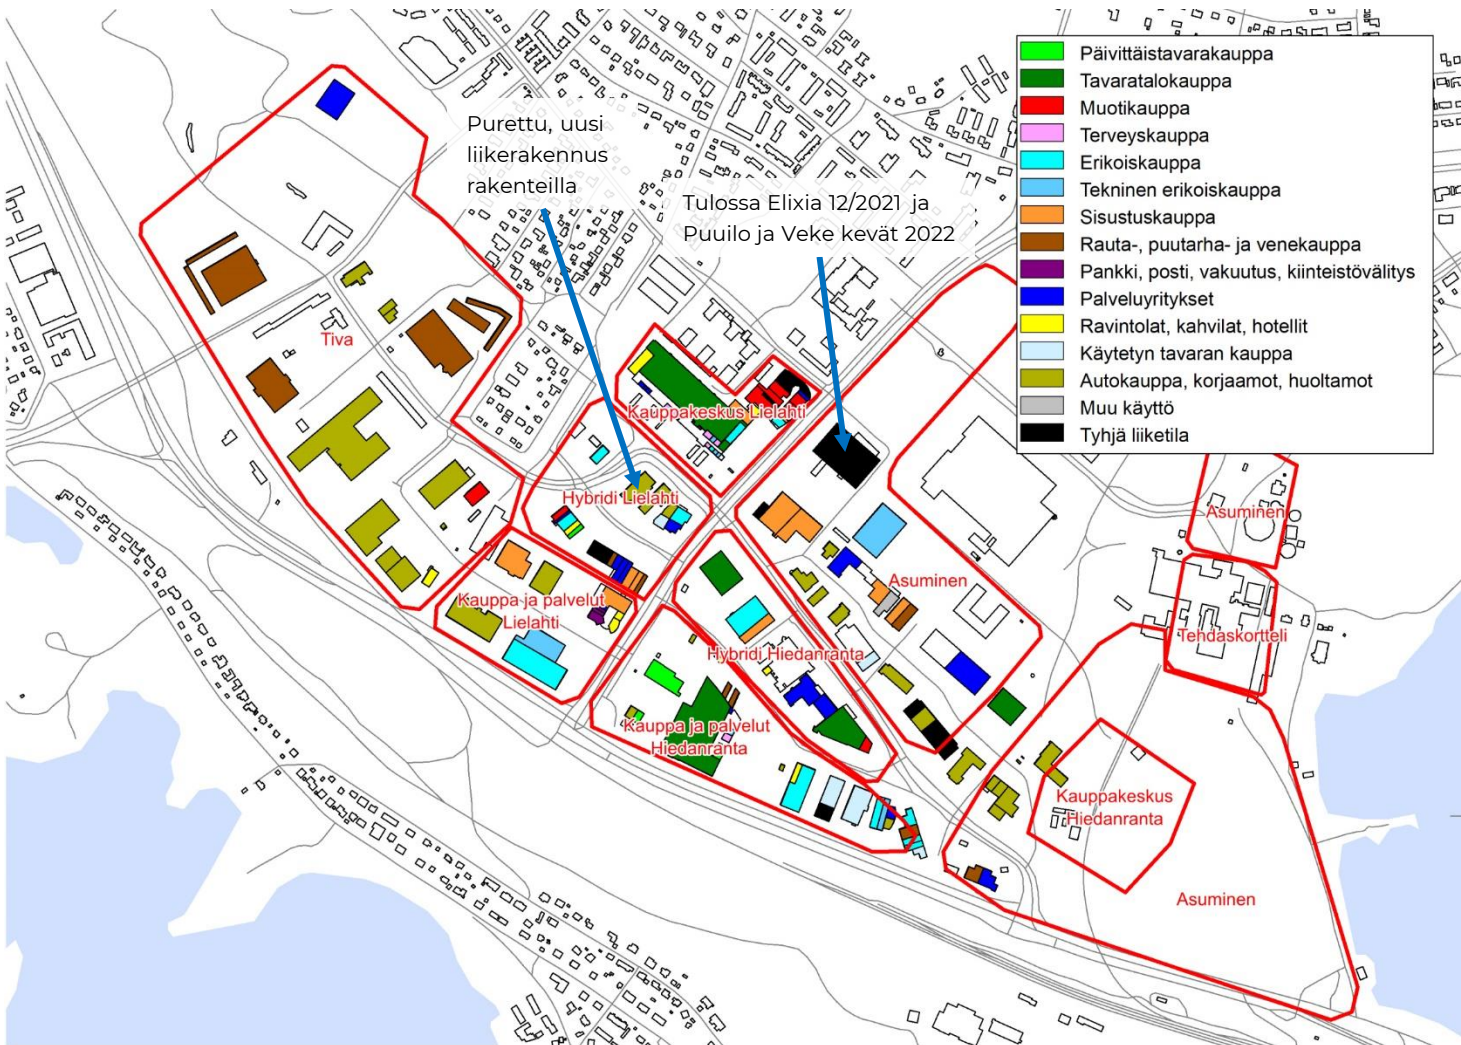 Päivittäistavarakauppa
Tavaratalokauppa
Muotikauppa
Terveyskauppa
Erikoiskauppa
Tekninen erikoiskauppa
Sisustuskauppa
Rauta-, puutarha- ja venekauppa
Pankki, posti, vakuutus, kiinteistövälitys
Palveluyritykset
Ravintolat, kahvilat, hotellit
Käytetyn tavaran kauppa
Autokauppa, korjaamot, huoltamot
Muu käyttö
Tyhjä liiketila
Purettu, uusi
liikerakennus
rakenteilla
Tulossa Elixia 12/2021 ja
Puuilo ja Veke kevät 2022
Tiva
Kauppakeskus Lielahti
Hybridi Lielahti
Asuminen
Asuminen
Kauppa ja palvelut
Lielahti
Tehdaskortteli
Hybridi Hiedanranta
Kauppa ja palvelut
Hiedanranta
Kauppakeskus
Hiedanranta
Asuminen